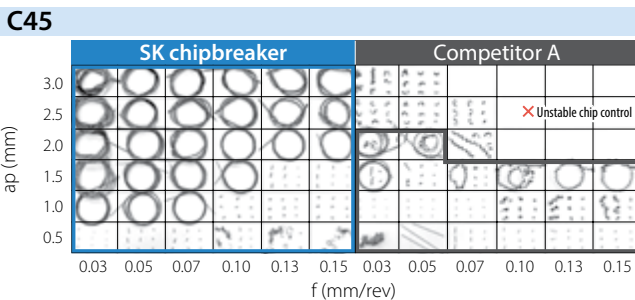 C45
SK chipbreaker
Competitor A
3.0
2.5
2.0
1.5
1.0
0.5
ap (mm)
Unstable chip control
0.03 0.05 0.07 0.10 0.13 0.15 0.03 0.05 0.07 0.10 0.13 0.15
f (mm/rev)